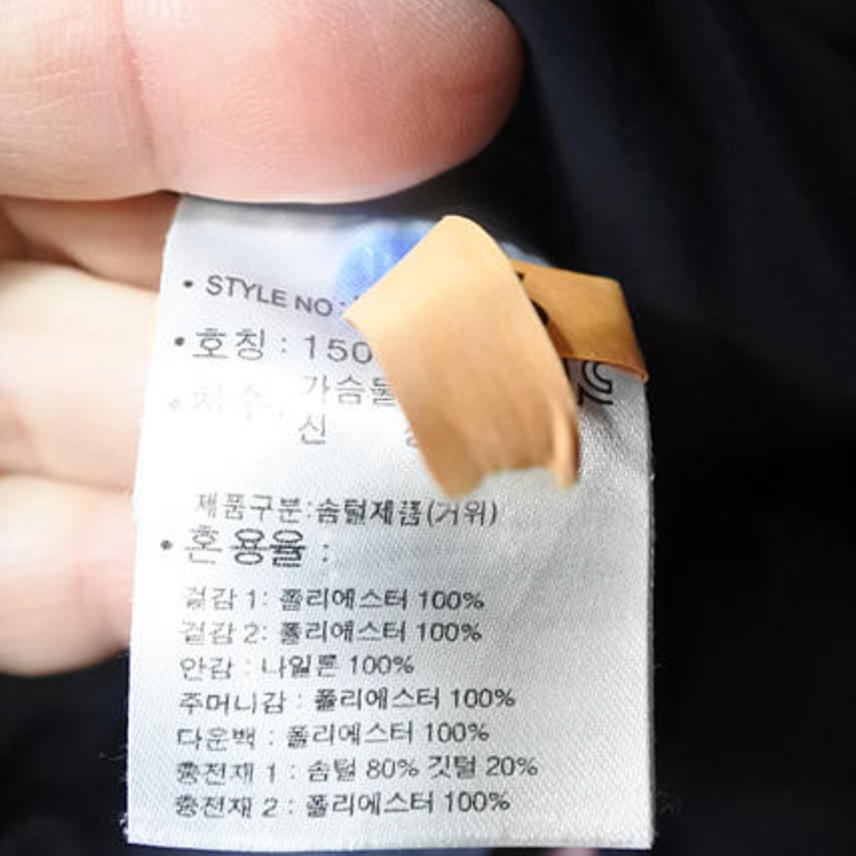 • STYLE NO :
• 호칭 : 150
• 치수 : 가슴둘
신
제품구분:솜털제품(거위)
• 혼용율 :
겉감 1: 폴리에스터 100%
겉감 2: 폴리에스터 100%
안감 : 나일론 100%
주머니감 : 폴리에스터 100%
다운백 : 폴리에스터 100%
충전재 1 : 솜털 80% 깃털 20%
충전재 2 : 폴리에스터 100%